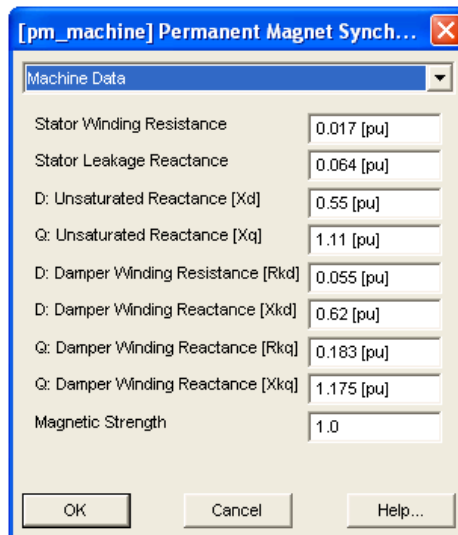 [pm_machine] Permanent Magnet Synch...
Machine Data
Stator Winding Resistance 0.017 [pu]
Stator Leakage Reactance 0.064 [pu]
D: Unsaturated Reactance [Xd] 0.55 [pu]
Q: Unsaturated Reactance [Xq] 1.11 [pu]
D: Damper Winding Resistance [Rkd] 0.055 [pu]
D: Damper Winding Reactance [Xkd] 0.62 [pu]
Q: Damper Winding Reactance [Rkq] 0.183 [pu]
Q: Damper Winding Reactance [Xkq] 1.175 [pu]
Magnetic Strength 1.0
OK Cancel Help...